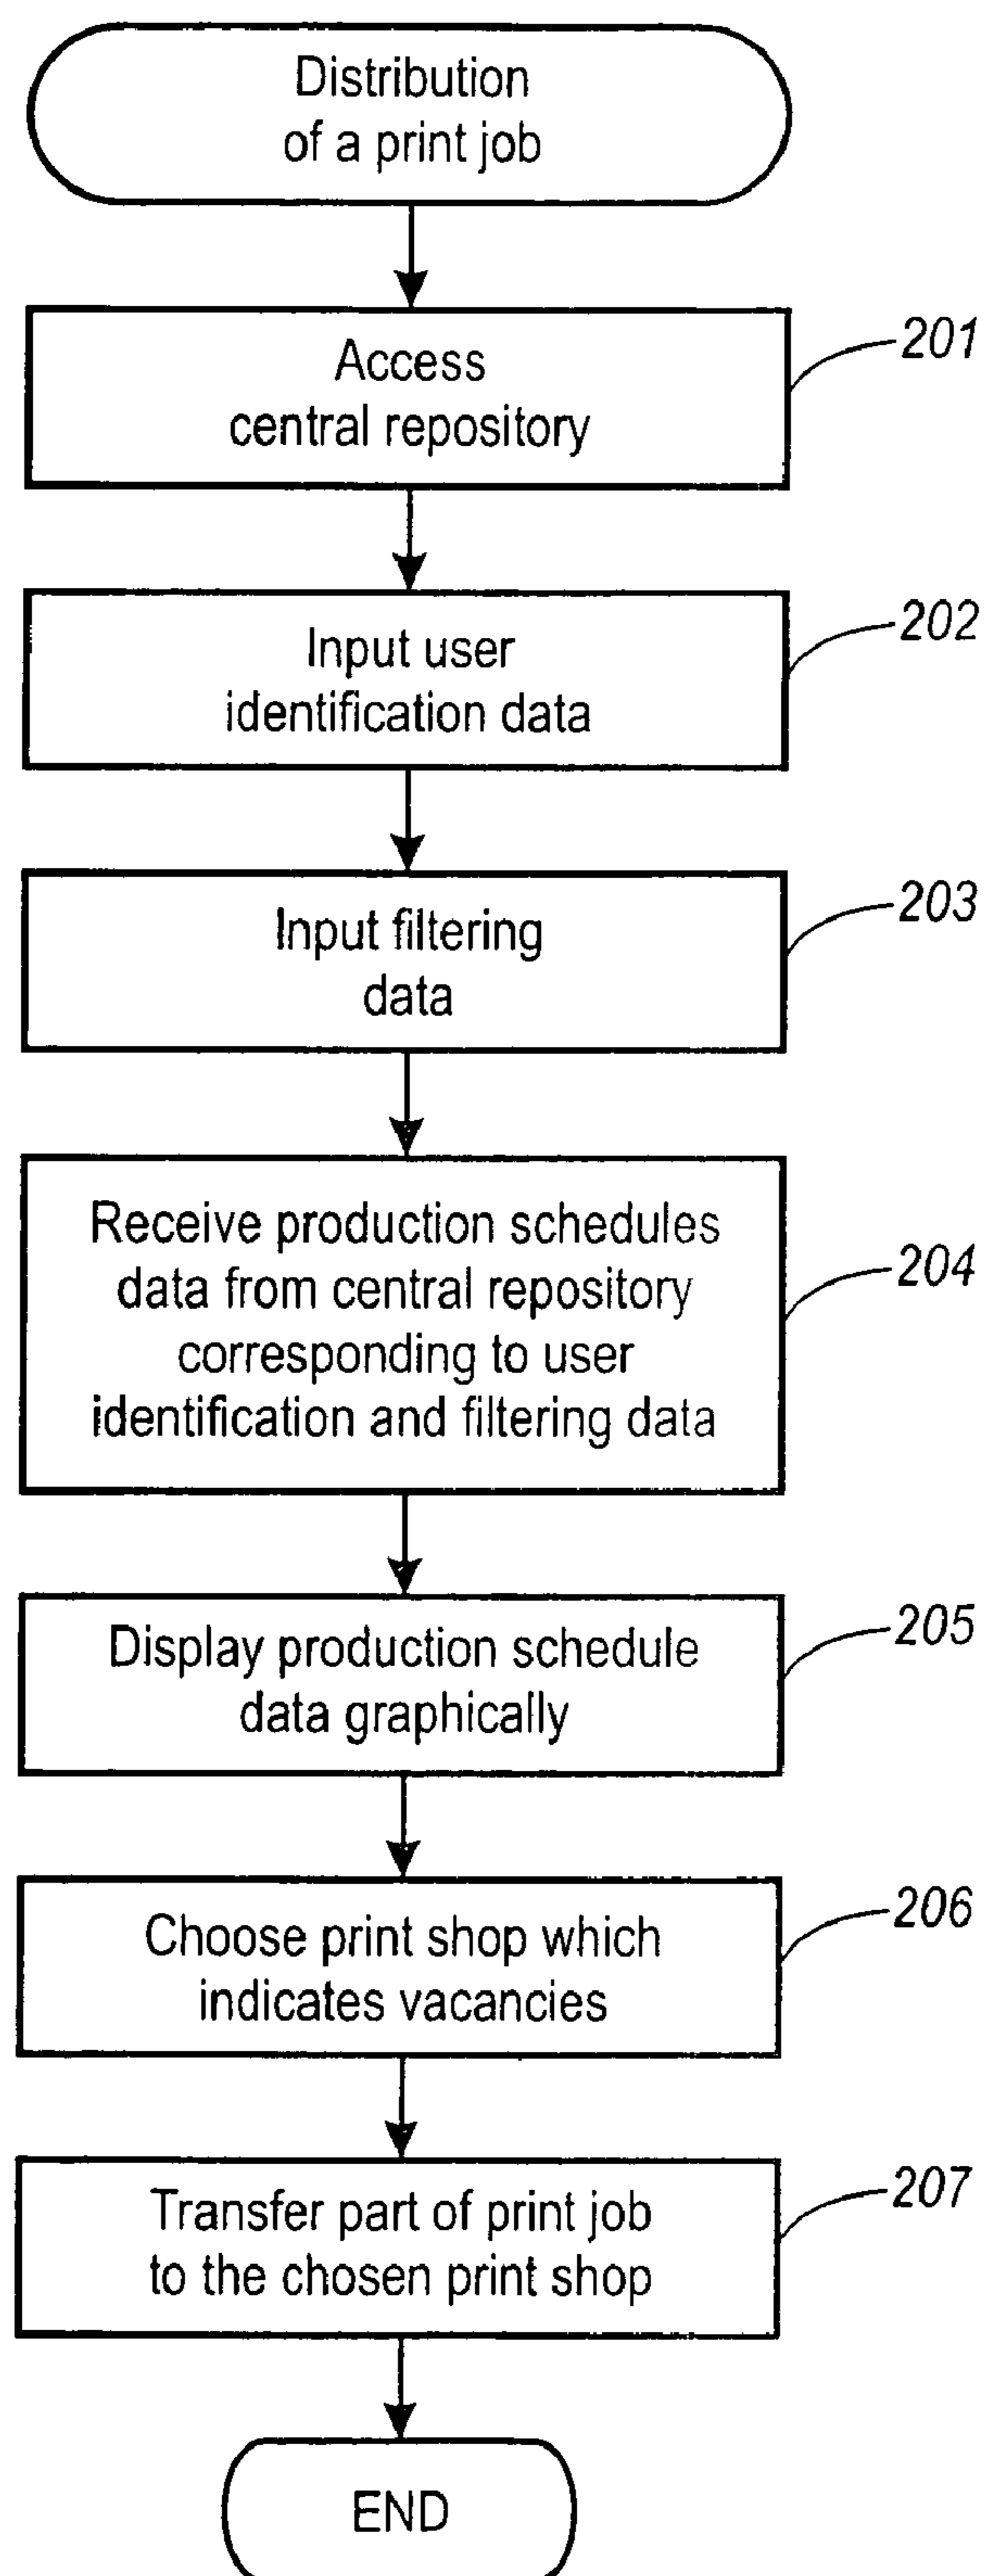 Distribution
of a print job
Access
central repository
201
Input user
identification data
202
Input filtering
data
203
Receive production schedules
data from central repository
corresponding to user
identification and filtering data
204
Display production schedule
data graphically
205
Choose print shop which
indicates vacancies
206
Transfer part of print job
to the chosen print shop
207
END